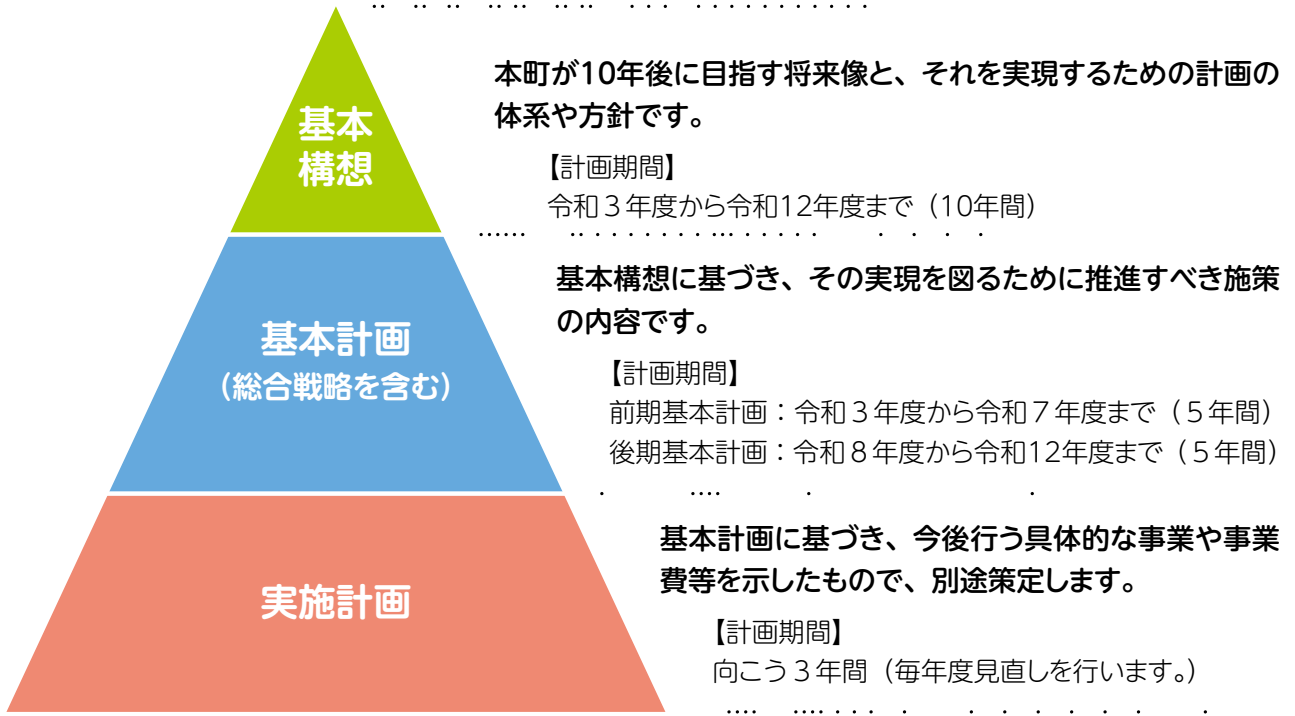 基本
構想
本町が10年後に目指す将来像と、それを実現するための計画の
体系や方針です。
【計画期間】
令和３年度から令和12年度まで（10年間）
基本計画
（総合戦略を含む）
基本構想に基づき、その実現を図るために推進すべき施策
の内容です。
【計画期間】
前期基本計画：令和３年度から令和７年度まで（５年間）
後期基本計画：令和８年度から令和12年度まで（５年間）
実施計画
基本計画に基づき、今後行う具体的な事業や事業
費等を示したもので、別途策定します。
【計画期間】
向こう３年間（毎年度見直しを行います。）